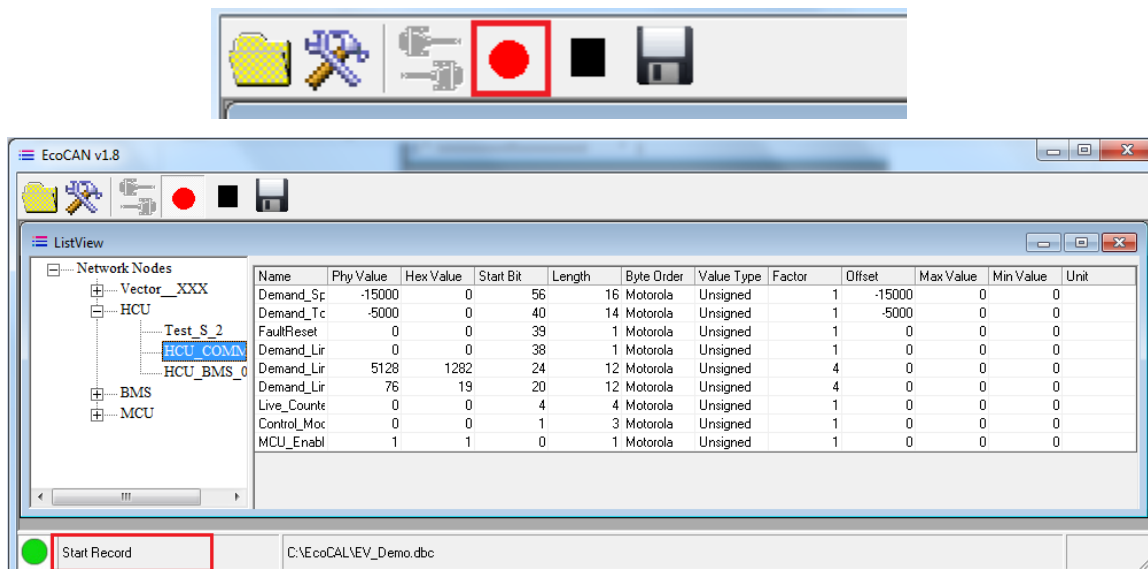 EcoCAN v1.8
ListView
Network Nodes
Vector__XXX
HCU
Test_S_2
HCU_COMM
HCU_BMS_0
BMS
MCU
Name Phy Value Hex Value Start Bit Length Byte Order Value Type Factor Offset Max Value Min Value Unit
Demand_Sp -15000 0 56 16 Motorola Unsigned 1 -15000 0 0
Demand_Tc -5000 0 40 14 Motorola Unsigned 1 -5000 0 0
FaultReset 0 0 39 1 Motorola Unsigned 1 0 0 0
Demand_Lir 0 0 38 1 Motorola Unsigned 1 0 0 0
Demand_Lir 5128 1282 24 12 Motorola Unsigned 4 0 0 0
Demand_Lir 76 19 20 12 Motorola Unsigned 4 0 0 0
Live_Counte 0 0 4 4 Motorola Unsigned 1 0 0 0
Control_Moc 0 0 1 3 Motorola Unsigned 1 0 0 0
MCU_Enabl 1 1 0 1 Motorola Unsigned 1 0 0 0
Start Record C:\EcoCAL\EV_Demo.dbc